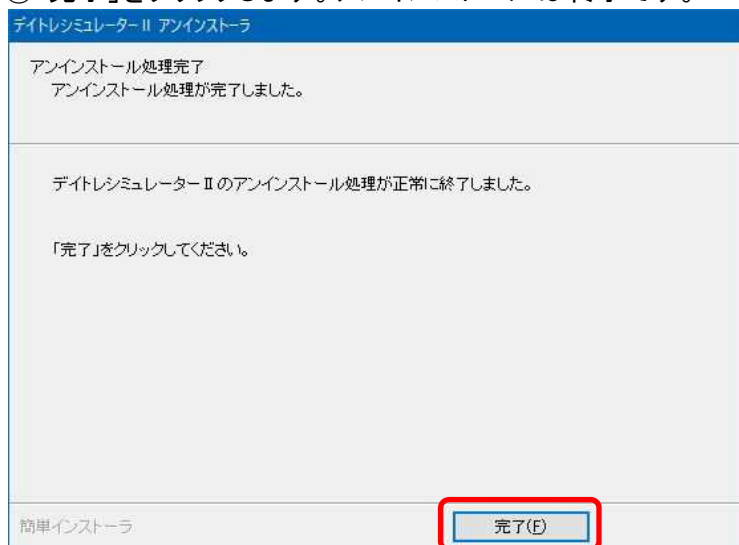 デイトレシミュレーターⅡ アンインストーラ
アンインストール処理完了
アンインストール処理が完了しました。
デイトレシミュレーターⅡのアンインストール処理が正常に終了しました。
「完了」をクリックしてください。
簡単インストーラ
完了(F)